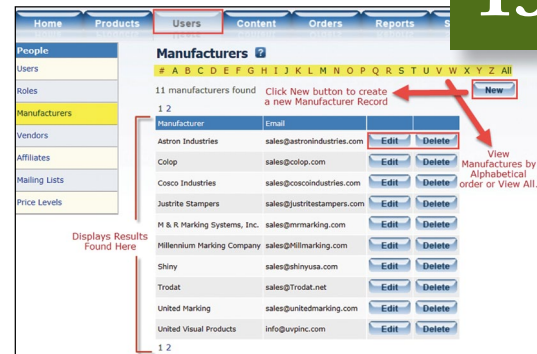 15
Home Products Users Content Orders Reports S
People
Users
Roles
Manufacturers
Vendors
Affiliates
Mailing Lists
Price Levels
Manufacturers ?
# A B C D E F G H I J K L M N O P Q R S T U V W X Y Z All
11 manufacturers found
Click New button to create
a new Manufacturer Record
New
1 2
Manufacturer Email
Astron Industries sales@astronindustries.com Edit Delete
Colop sales@colop.com Edit Delete
Cosco Industries sales@coscoindustries.com Edit Delete
Justrite Stampers sales@justritestampers.com Edit Delete
M & R Marking Systems, Inc. sales@mrmarking.com Edit Delete
Millennium Marking Company sales@Millmarking.com Edit Delete
Shiny sales@shinyusa.com Edit Delete
Trodat sales@Trodat.net Edit Delete
United Marking sales@unitedmarking.com Edit Delete
United Visual Products info@uvpinc.com Edit Delete
1 2
View
Manufactures by
Alphabetical
order or View All.
Displays Results
Found Here